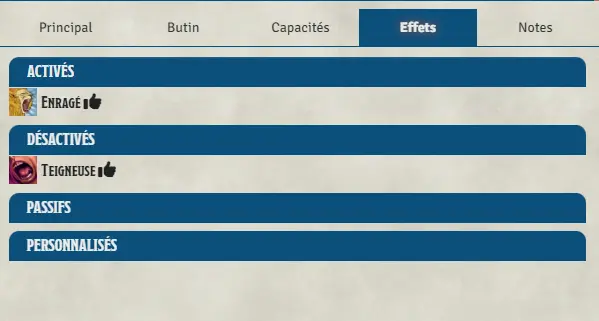 Principal Butin Capacités Effets Notes
ACTIVÉS
ENRAGÉ
DÉSACTIVÉS
TEIGNEUSE
PASSIFS
PERSONNALISÉS